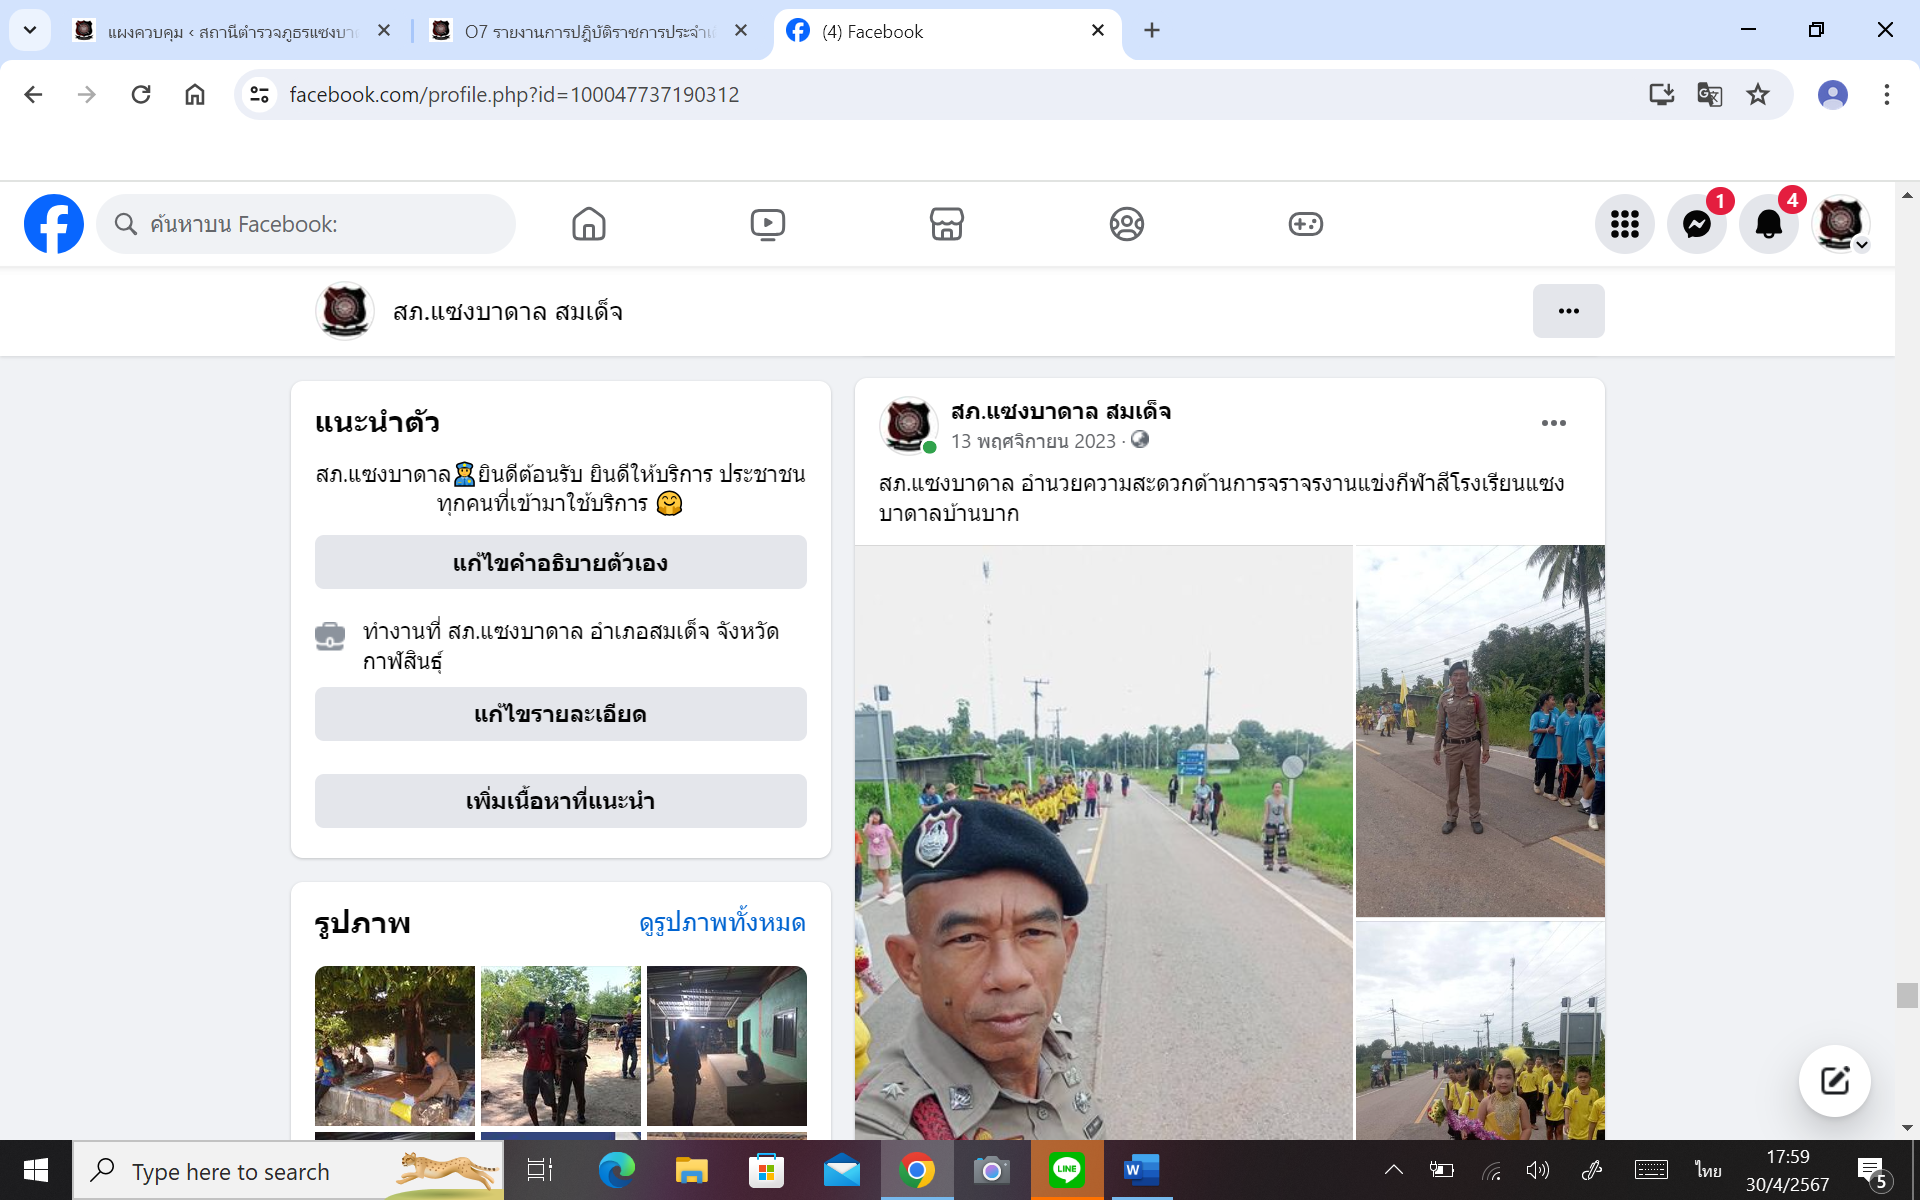 แผงควบคุม ‹ สถานีตำรวจภูธรแซงบาด
O7 รายงานการปฏิบัติราชการประจำ
(4) Facebook
facebook.com/profile.php?id=100047737190312
ค้นหาบน Facebook:
1
4
สภ.แซงบาดาล สมเด็จ
แนะนำตัว
สภ.แซงบาดาล👮ยินดีต้อนรับ ยินดีให้บริการ ประชาชน
ทุกคนที่เข้ามาใช้บริการ 🤗
แก้ไขคำอธิบายตัวเอง
ทำงานที่ สภ.แซงบาดาล อำเภอสมเด็จ จังหวัด
กาฬสินธุ์
แก้ไขรายละเอียด
เพิ่มเนื้อหาที่แนะนำ
รูปภาพ
ดูรูปภาพทั้งหมด
สภ.แซงบาดาล สมเด็จ
13 พฤศจิกายน 2023 ·
สภ.แซงบาดาล อำนวยความสะดวกด้านการจราจรงานแข่งกีฬาสีโรงเรียนแซง
บาดาลบ้านบาก
Type here to search
LINE
W
ไทย
17:59
30/4/2567
5